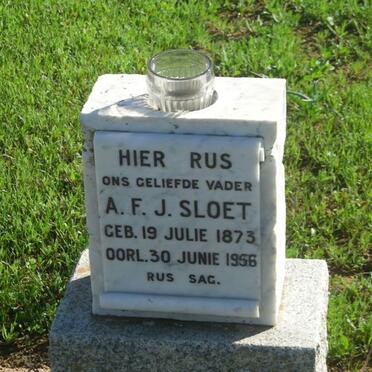 HIER RUS
ONS GELIEFDE VADER
A. F. J. SLOET
GEB. 19 JULIE 1873
OORL. 30 JUNIE 1956
RUS SAG.